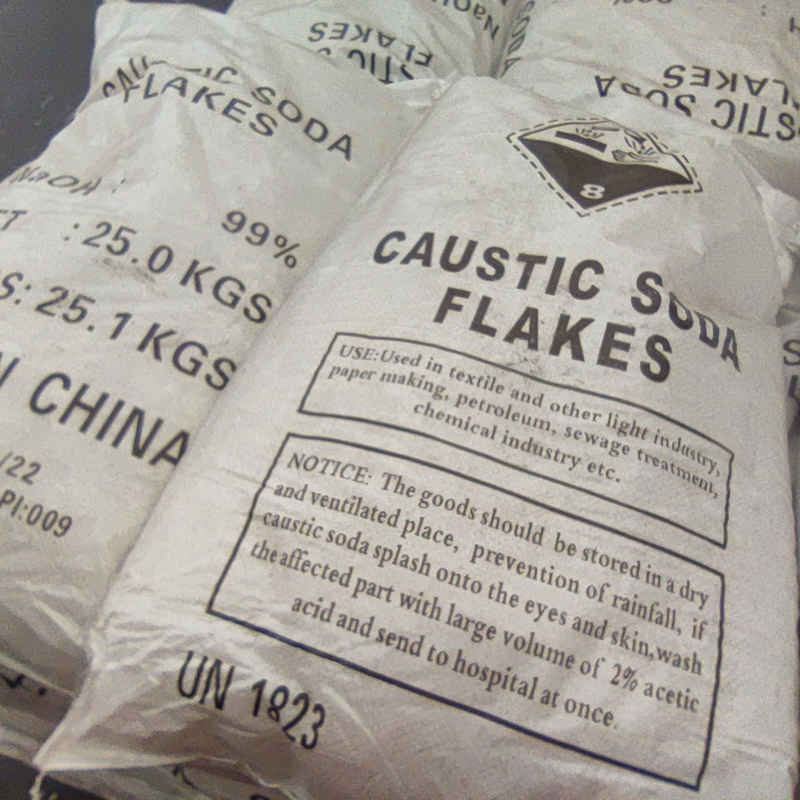 CAUSTIC SODA
FLAKES
NaOH :
99%
: 25.0 KGS
S: 25.1 KGS
CHINA
/22
PI:009
8
CAUSTIC SODA
FLAKES
USE:Used in textile and other light industry,
paper making, petroleum, sewage treatment,
chemical industry etc.
NOTICE: The goods should be stored in a dry
and ventilated place, prevention of rainfall, if
caustic soda splash onto the eyes and skin,wash
the affected part with large volume of 2% acetic
acid and send to hospital at once.
UN 1823
NaOH
FLAKES
SODA
FLAKES
STIC SODA